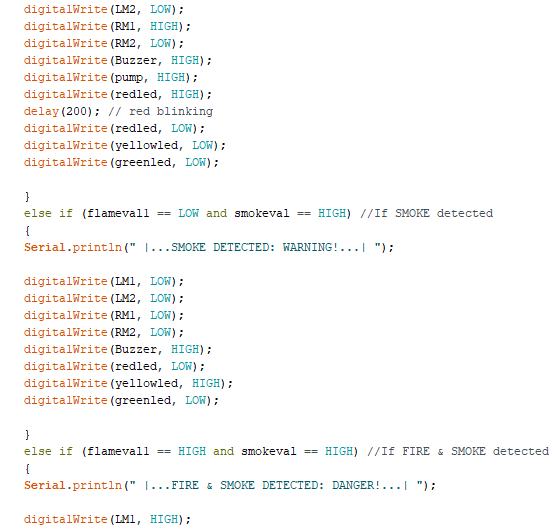 digitalWrite(LM2, LOW);
digitalWrite(RM1, HIGH);
digitalWrite(RM2, LOW);
digitalWrite(Buzzer, HIGH);
digitalWrite(pump, HIGH);
digitalWrite(redled, HIGH);
delay(200); // red blinking
digitalWrite(redled, LOW);
digitalWrite(yellowled, LOW);
digitalWrite(greenled, LOW);
}
else if (flameval1 == LOW and smokeval == HIGH) //If SMOKE detected
{
Serial.println(" |...SMOKE DETECTED: WARNING!...| ");
digitalWrite(LM1, LOW);
digitalWrite(LM2, LOW);
digitalWrite(RM1, LOW);
digitalWrite(RM2, LOW);
digitalWrite(Buzzer, HIGH);
digitalWrite(redled, LOW);
digitalWrite(yellowled, HIGH);
digitalWrite(greenled, LOW);
}
else if (flameval1 == HIGH and smokeval == HIGH) //If FIRE & SMOKE detected
{
Serial.println(" |...FIRE & SMOKE DETECTED: DANGER!...| ");
digitalWrite(LM1, HIGH);